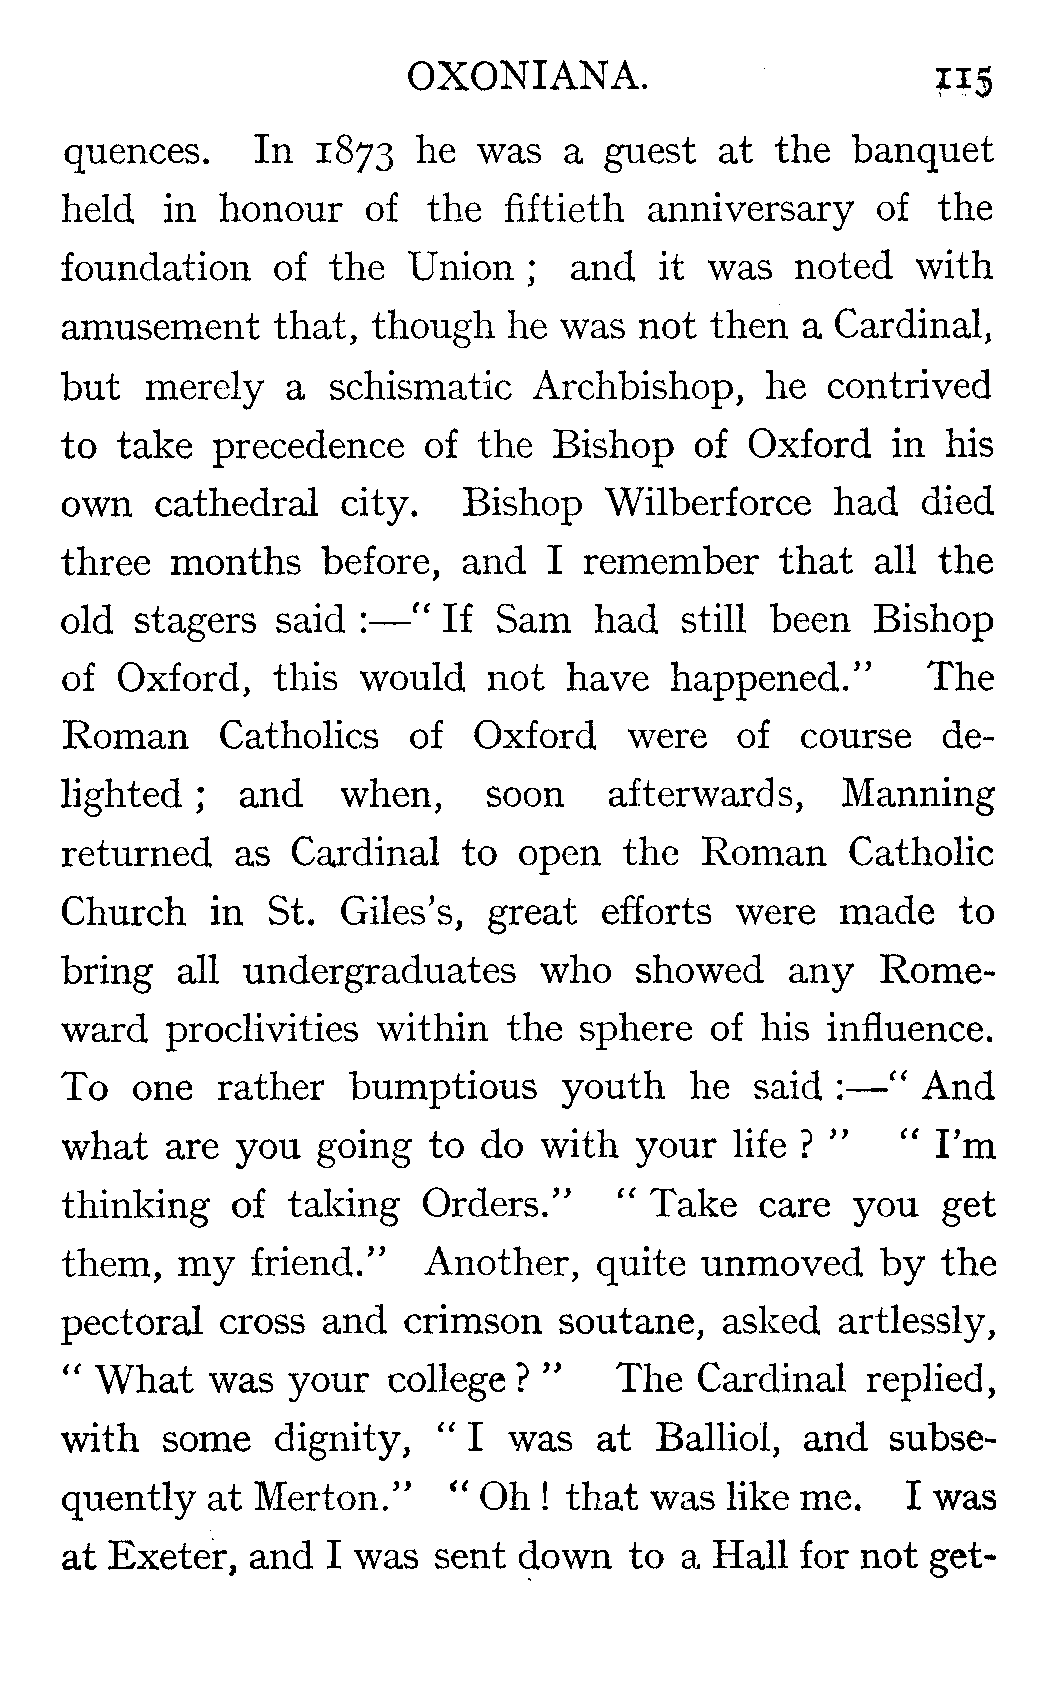 OXONIANA. 115
quences. In 1873 he was a guest at the banquet
held in honour of the fiftieth anniversary of the
foundation of the Union ; and it was noted with
amusement that, though he was not then a Cardinal,
but merely a schismatic Archbishop, he contrived
to take precedence of the Bishop of Oxford in his
own cathedral city. Bishop Wilberforce had died
three months before, and I remember that all the
old stagers said :—“ If Sam had still been Bishop
of Oxford, this would not have happened.” The
Roman Catholics of Oxford were of course de-
lighted ; and when, soon afterwards, Manning
returned as Cardinal to open the Roman Catholic
Church in St. Giles’s, great efforts were made to
bring all undergraduates who showed any Rome-
ward proclivities within the sphere of his influence.
To one rather bumptious youth he said :—“ And
what are you going to do with your life ? ” “ I’m
thinking of taking Orders.” “ Take care you get
them, my friend.” Another, quite unmoved by the
pectoral cross and crimson soutane, asked artlessly,
“ What was your college ? ” The Cardinal replied,
with some dignity, “ I was at Balliol, and subse-
quently at Merton.” “ Oh ! that was like me. I was
at Exeter, and I was sent down to a Hall for not get-